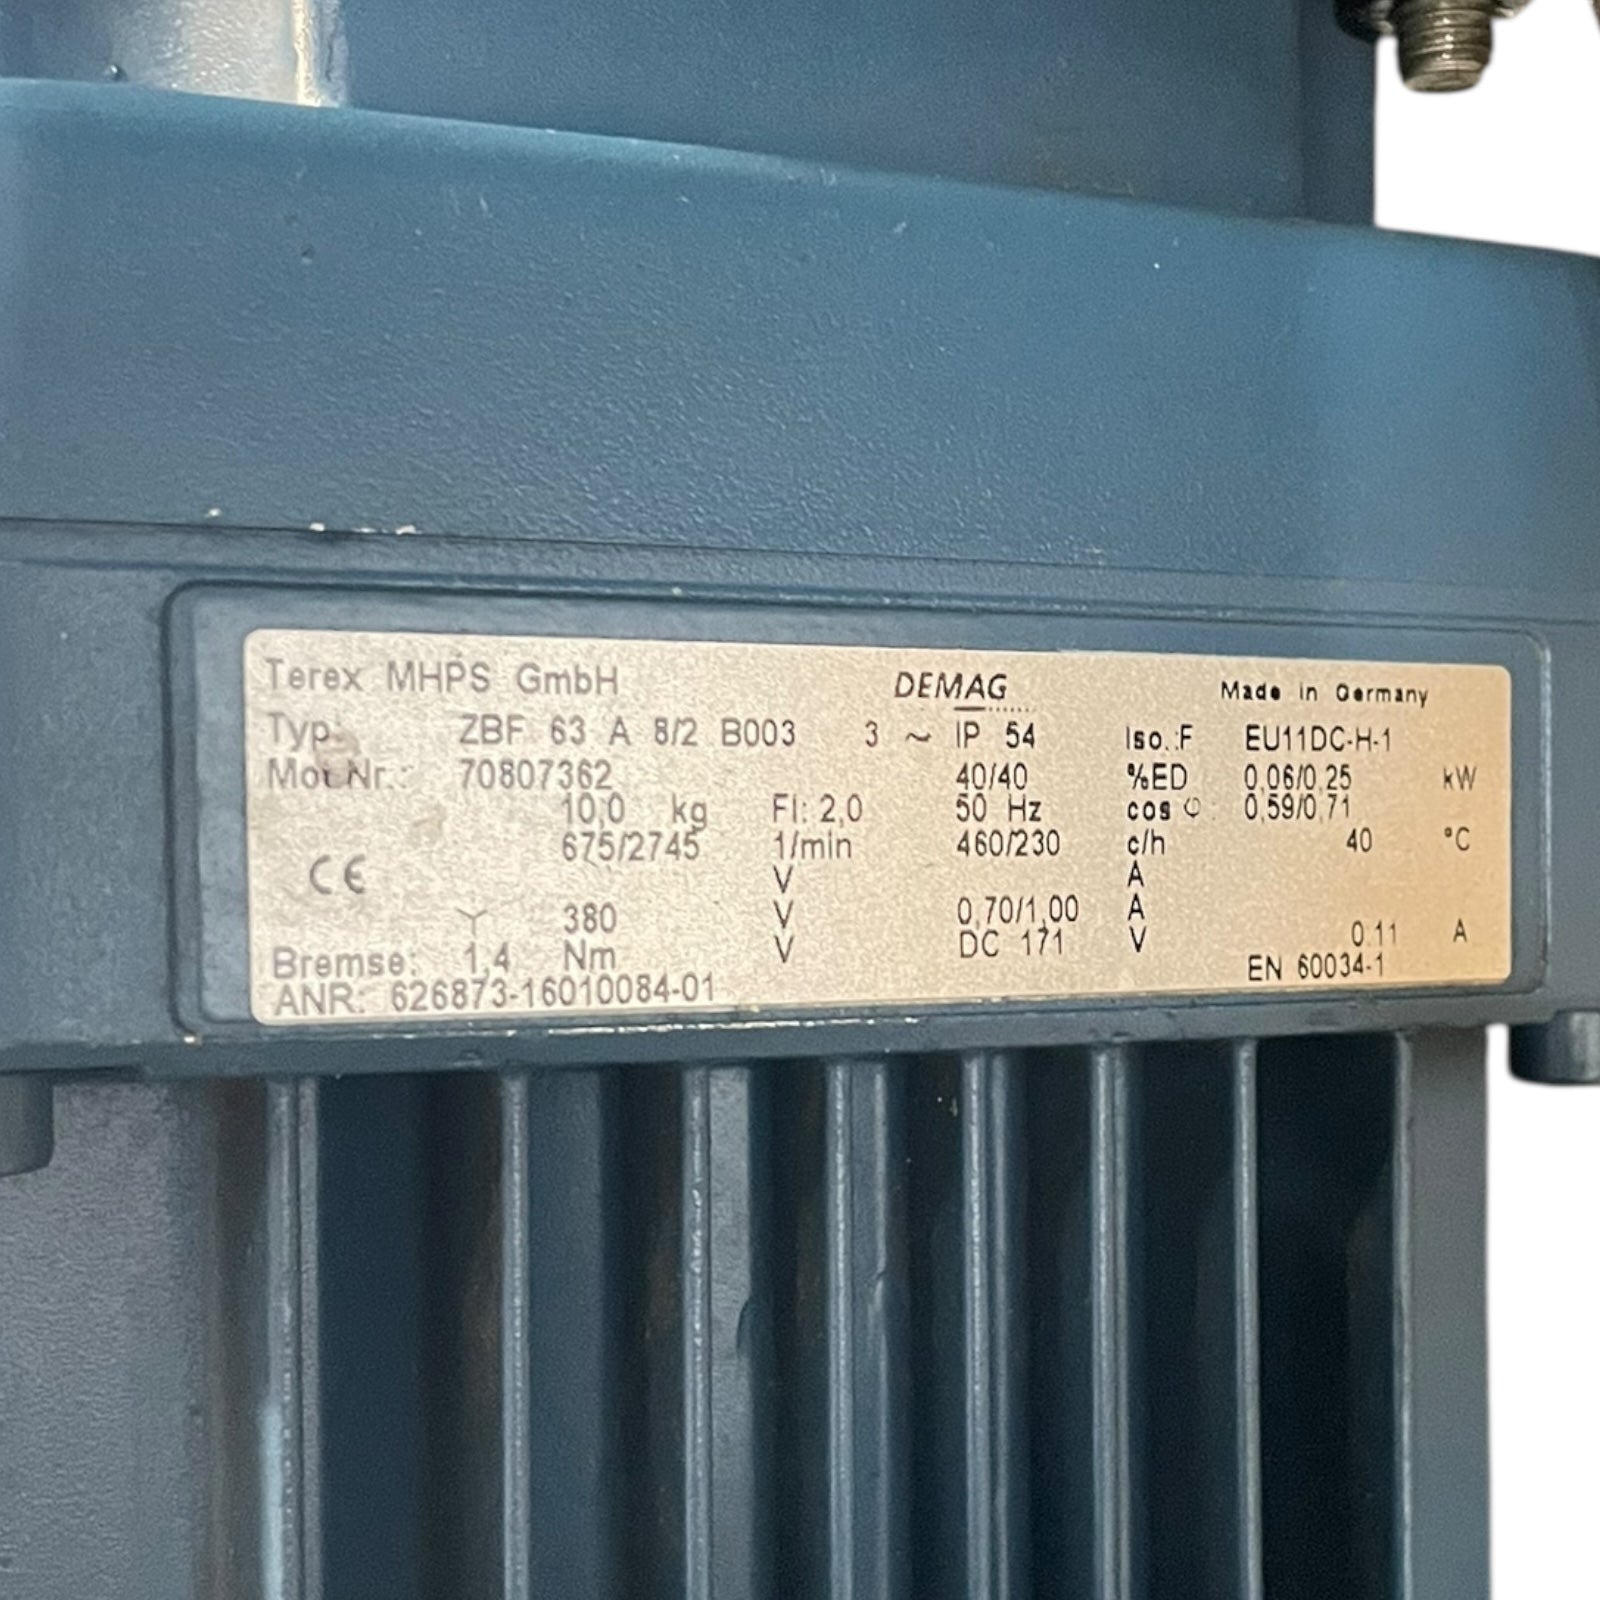 Terex MHPS GmbH DEMAG Made in Germany
Typ: ZBF 63 A 8/2 B003 3 ~ IP 54 Iso.:F EU11DC-H-1
Mot.Nr.: 70807362 40/40 %ED 0,06/0,25 kW
10,0 kg FI: 2,0 50 Hz cos φ : 0,59/0,71
675/2745 1/min 460/230 c/h 40 °C
CE V A
Y 380 V 0,70/1,00 A
Bremse: 1,4 Nm V DC 171 V 0.11 A
ANR: 626873-16010084-01 EN 60034-1